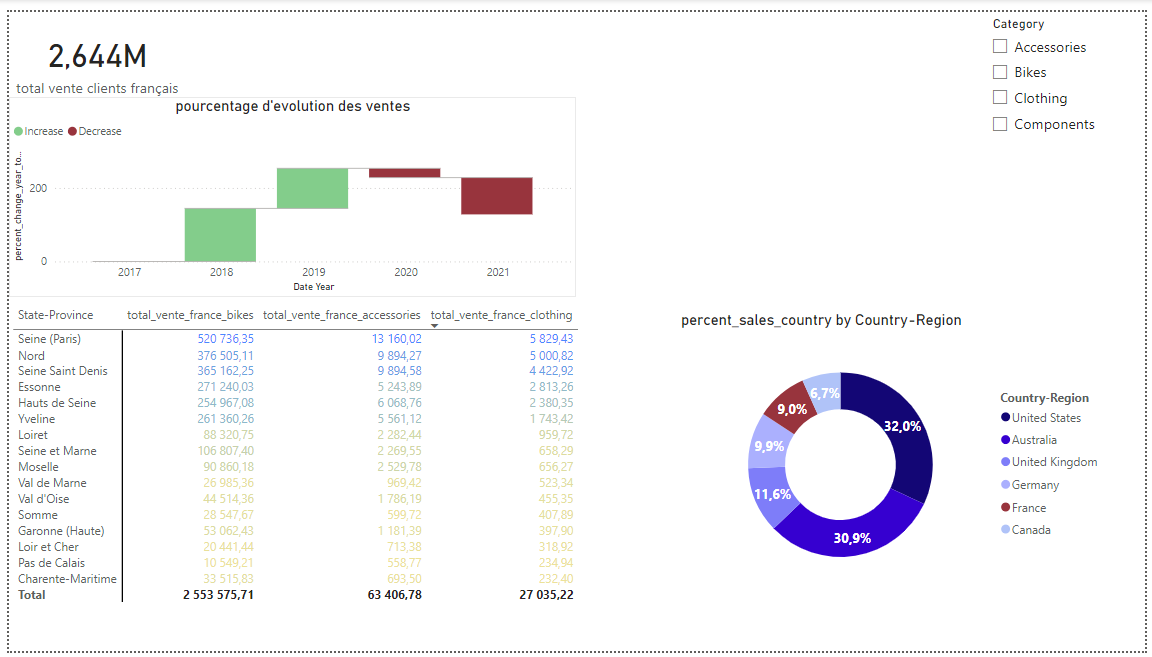 2,644M
total vente clients français
Category
Accessories
Bikes
Clothing
Components
pourcentage d'evolution des ventes
Increase Decrease
percent_change_year_to...
200
0
2017 2018 2019 2020 2021
Date Year
State-Province total_vente_france_bikes total_vente_france_accessories total_vente_france_clothing
Seine (Paris) 520 736,35 13 160,02 5 829,43
Nord 376 505,11 9 894,27 5 000,82
Seine Saint Denis 365 162,25 9 894,58 4 422,92
Essonne 271 240,03 5 243,89 2 813,26
Hauts de Seine 254 967,08 6 068,76 2 380,35
Yveline 261 360,26 5 561,12 1 743,42
Loiret 88 320,75 2 282,44 959,72
Seine et Marne 106 807,40 2 269,55 658,29
Moselle 90 860,18 2 529,78 656,27
Val de Marne 26 985,36 969,42 523,34
Val d'Oise 44 514,36 1 786,19 455,35
Somme 28 547,67 599,72 407,89
Garonne (Haute) 53 062,43 1 181,39 397,90
Loir et Cher 20 441,44 713,38 318,92
Pas de Calais 10 549,21 558,77 234,94
Charente-Maritime 33 515,83 693,50 232,40
Total 2 553 575,71 63 406,78 27 035,22
percent_sales_country by Country-Region
6,7%
9,0%
32,0%
9,9%
11,6%
30,9%
Country-Region
United States
Australia
United Kingdom
Germany
France
Canada